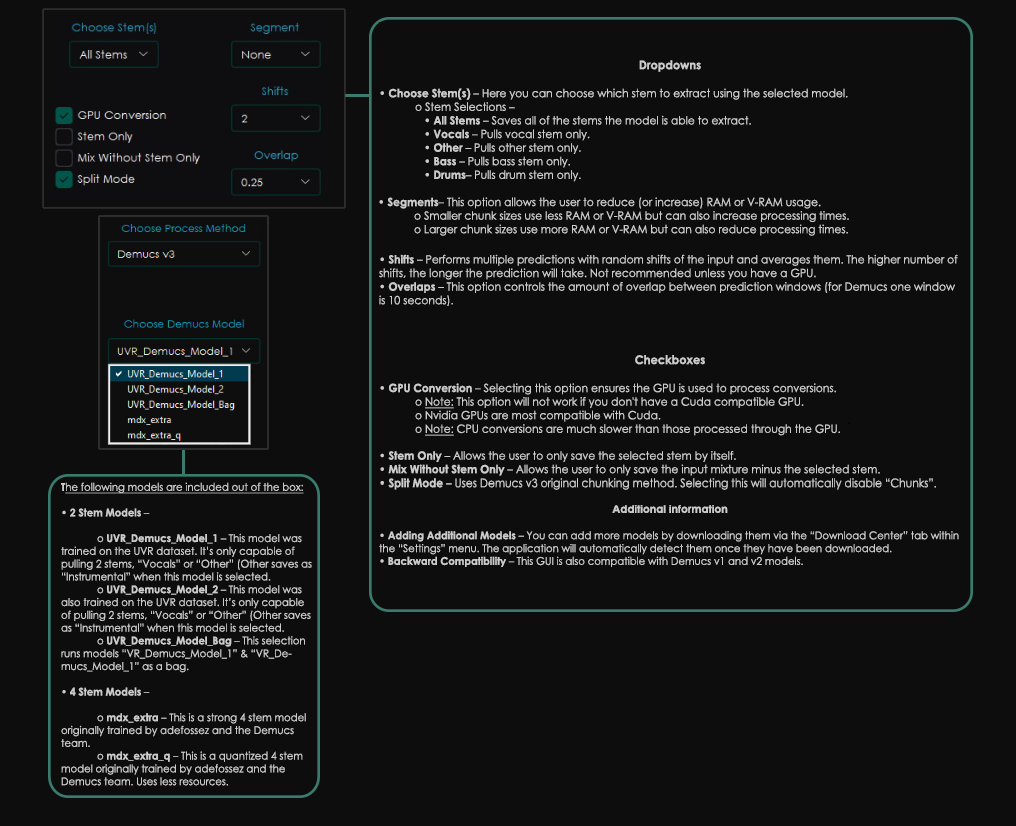 Choose Stem(s)
Segment
All Stems
None
Shifts
GPU Conversion
2
Stem Only
Mix Without Stem Only
Overlap
Split Mode
0.25
Choose Process Method
Demucs v3
Choose Demucs Model
UVR_Demucs_Model_1
✔ UVR_Demucs_Model_1
UVR_Demucs_Model_2
UVR_Demucs_Model_Bag
mdx_extra
mdx_extra_q
The following models are included out of the box:
• 2 Stem Models –
o UVR_Demucs_Model_1 – This model was
trained on the UVR dataset. It’s only capable of
pulling 2 stems, “Vocals” or “Other” (Other saves as
“Instrumental” when this model is selected.
o UVR_Demucs_Model_2 – This model was
also trained on the UVR dataset. It’s only capable
of pulling 2 stems, “Vocals” or “Other” (Other saves
as “Instrumental” when this model is selected.
o UVR_Demucs_Model_Bag – This selection
runs models “VR_Demucs_Model_1” & “VR_De-
mucs_Model_1” as a bag.
• 4 Stem Models –
o mdx_extra – This is a strong 4 stem model
originally trained by adefossez and the Demucs
team.
o mdx_extra_q – This is a quantized 4 stem
model originally trained by adefossez and the
Demucs team. Uses less resources.
Dropdowns
• Choose Stem(s) – Here you can choose which stem to extract using the selected model.
o Stem Selections –
• All Stems – Saves all of the stems the model is able to extract.
• Vocals – Pulls vocal stem only.
• Other – Pulls other stem only.
• Bass – Pulls bass stem only.
• Drums– Pulls drum stem only.
• Segments– This option allows the user to reduce (or increase) RAM or V-RAM usage.
o Smaller chunk sizes use less RAM or V-RAM but can also increase processing times.
o Larger chunk sizes use more RAM or V-RAM but can also reduce processing times.
• Shifts – Performs multiple predictions with random shifts of the input and averages them. The higher number of
shifts, the longer the prediction will take. Not recommended unless you have a GPU.
• Overlaps – This option controls the amount of overlap between prediction windows (for Demucs one window
is 10 seconds).
Checkboxes
• GPU Conversion – Selecting this option ensures the GPU is used to process conversions.
o Note: This option will not work if you don't have a Cuda compatible GPU.
o Nvidia GPUs are most compatible with Cuda.
o Note: CPU conversions are much slower than those processed through the GPU.
• Stem Only – Allows the user to only save the selected stem by itself.
• Mix Without Stem Only – Allows the user to only save the input mixture minus the selected stem.
• Split Mode – Uses Demucs v3 original chunking method. Selecting this will automatically disable “Chunks”.
Additional information
• Adding Additional Models – You can add more models by downloading them via the “Download Center” tab within
the “Settings” menu. The application will automatically detect them once they have been downloaded.
• Backward Compatibility – This GUI is also compatible with Demucs v1 and v2 models.